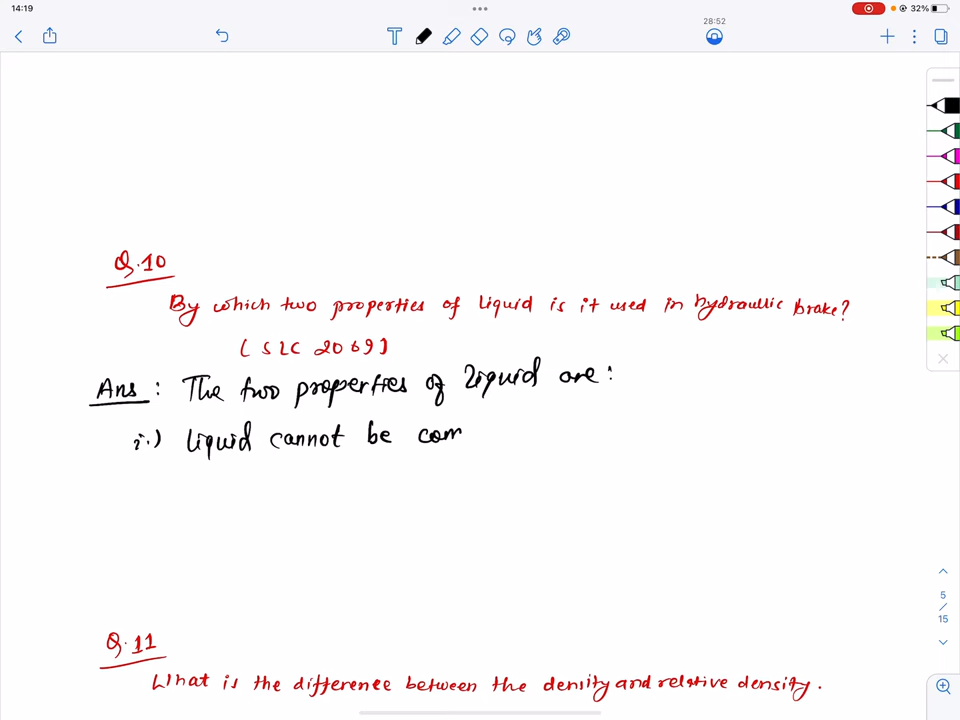 14:19
32%
28:52
T
Q.10
By which two properties of liquid is it used in hydraullic brake?
(SLC 2069)
Ans : The two properties of liquid are:
i.) liquid cannot be com
5
/
15
Q.11
What is the difference between the density and relative density.